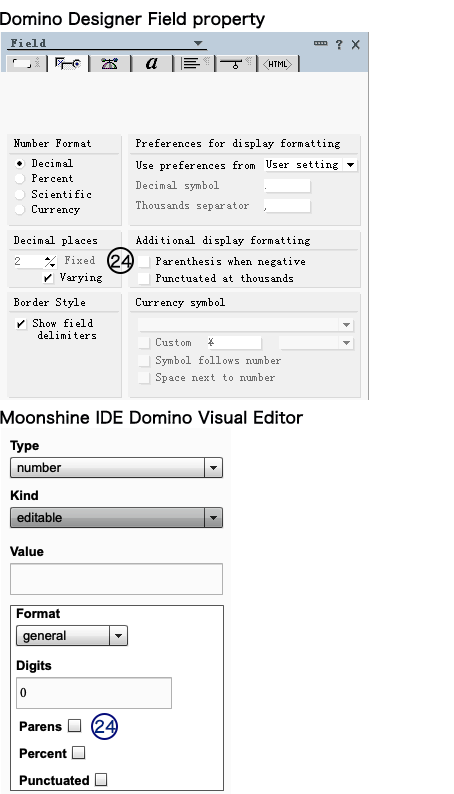 Domino Designer Field property
Field
? X
a <HTML>
Number Format
Decimal
Percent
Scientific
Currency
Preferences for display formatting
Use preferences from User setting
Decimal symbol .
Thousands separator ,
Decimal places
2 Fixed
Varying
24
Additional display formatting
Parenthesis when negative
Punctuated at thousands
Border Style
Show field
delimiters
Currency symbol
Custom ¥
Symbol follows number
Space next to number
Moonshine IDE Domino Visual Editor
Type
number
Kind
editable
Value
Format
general
Digits
0
Parens 24
Percent
Punctuated